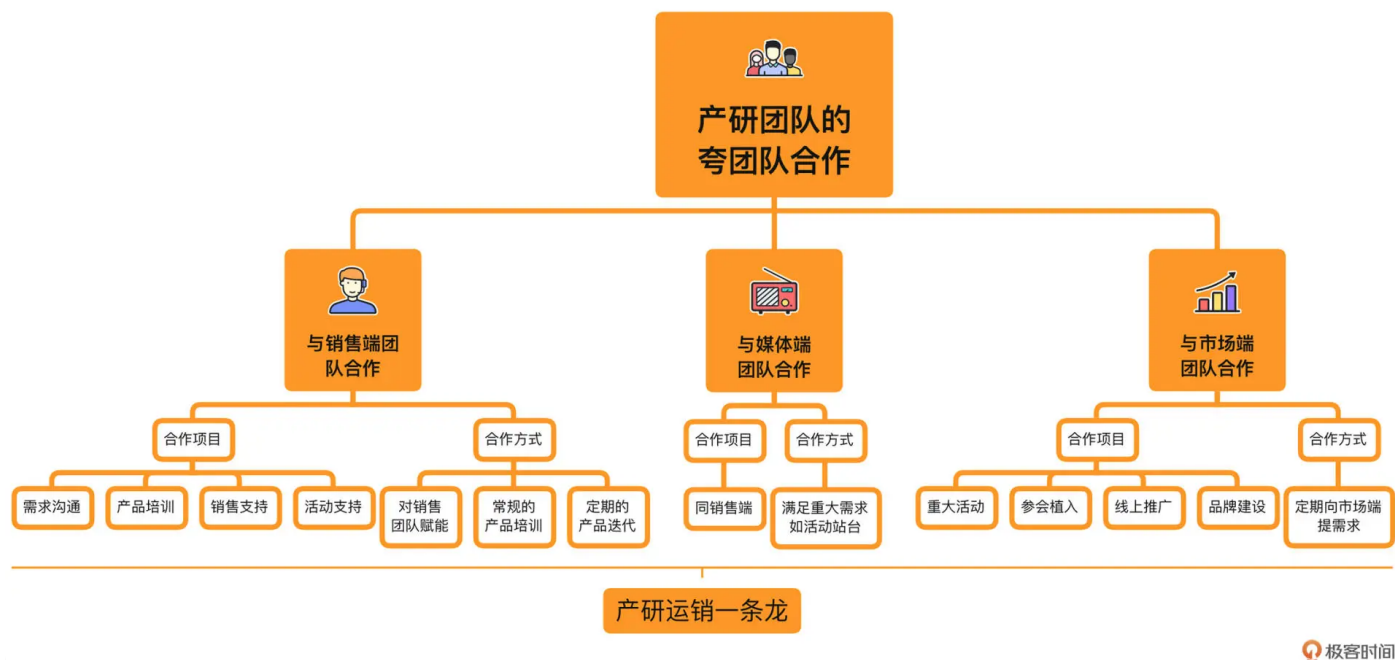 产研团队的
夸团队合作
与销售端团
队合作
与媒体端
团队合作
与市场端
团队合作
合作项目
合作方式
合作项目
合作方式
合作项目
合作方式
需求沟通
产品培训
销售支持
活动支持
对销售
团队赋能
常规的
产品培训
定期的
产品迭代
同销售端
满足重大需求
如活动站台
重大活动
参会植入
线上推广
品牌建设
定期向市场端
提需求
产研运销一条龙
极客时间